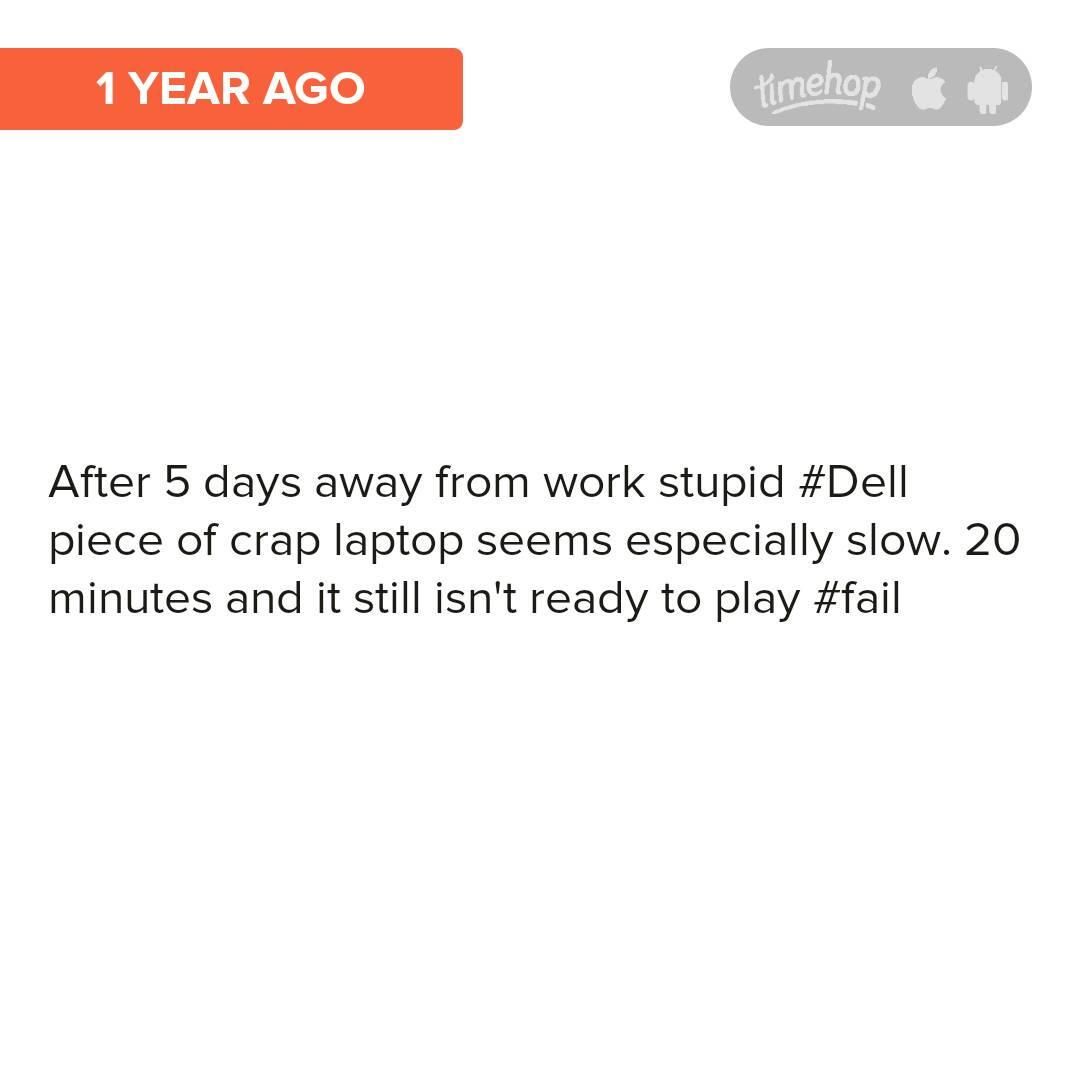 1 YEAR AGO
timehop
After 5 days away from work stupid #Dell
piece of crap laptop seems especially slow. 20
minutes and it still isn't ready to play #fail